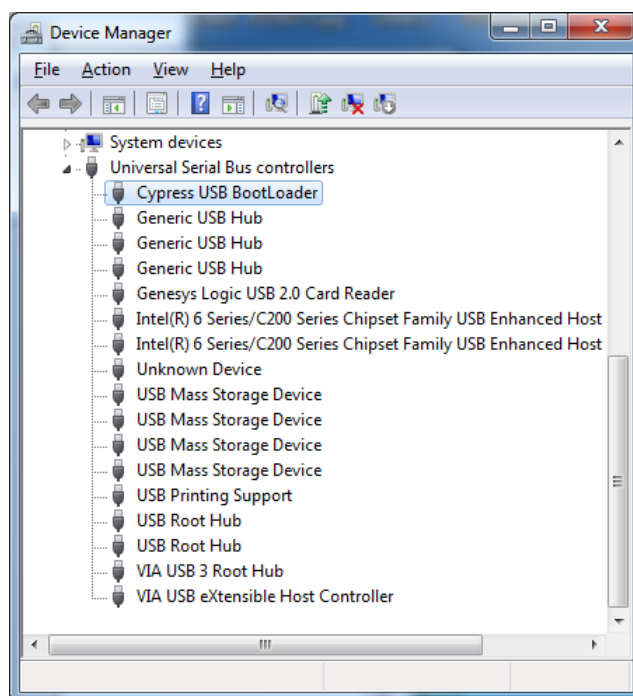 Device Manager
File Action View Help
System devices
Universal Serial Bus controllers
Cypress USB BootLoader
Generic USB Hub
Generic USB Hub
Generic USB Hub
Genesys Logic USB 2.0 Card Reader
Intel(R) 6 Series/C200 Series Chipset Family USB Enhanced Host
Intel(R) 6 Series/C200 Series Chipset Family USB Enhanced Host
Unknown Device
USB Mass Storage Device
USB Mass Storage Device
USB Mass Storage Device
USB Mass Storage Device
USB Printing Support
USB Root Hub
USB Root Hub
VIA USB 3 Root Hub
VIA USB eXtensible Host Controller